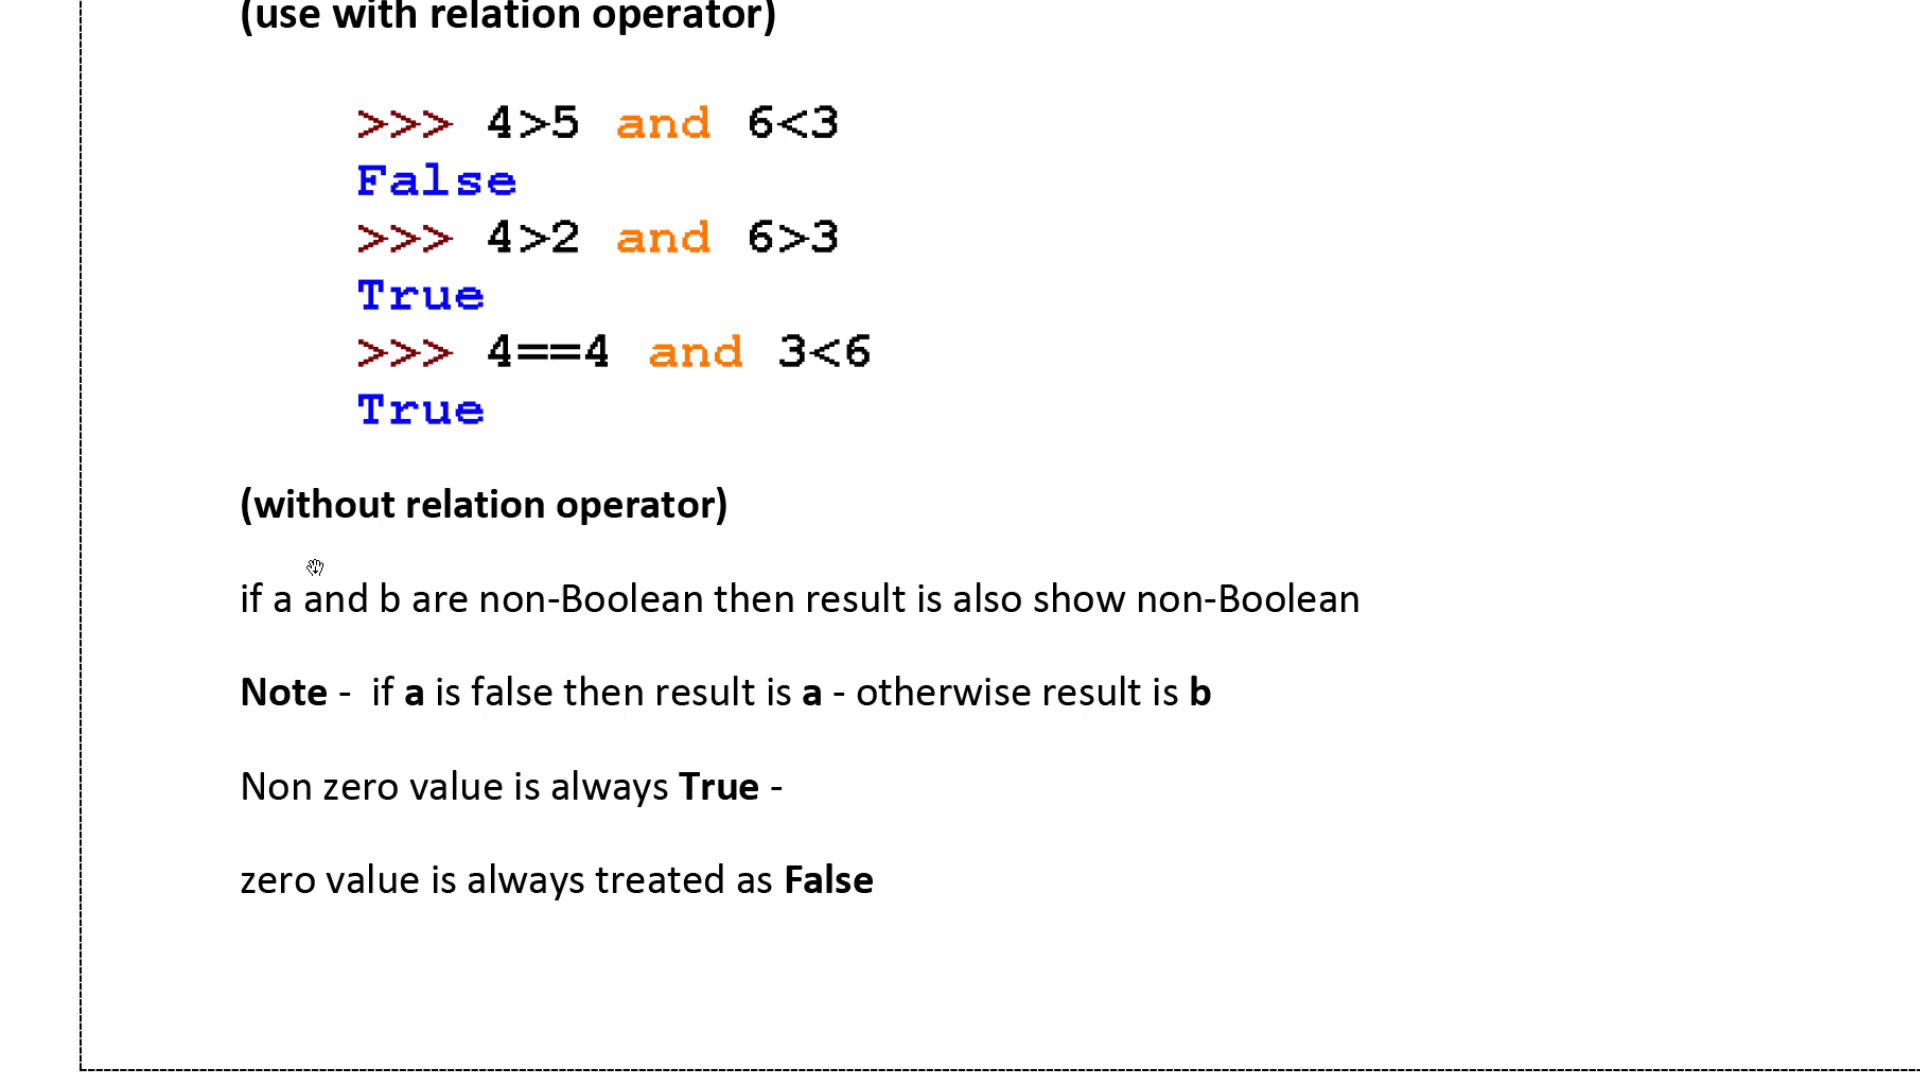 (use with relation operator)
>>> 4>5 and 6<3
False
>>> 4>2 and 6>3
True
>>> 4==4 and 3<6
True
(without relation operator)
if a and b are non-Boolean then result is also show non-Boolean
Note - if a is false then result is a - otherwise result is b
Non zero value is always True -
zero value is always treated as False